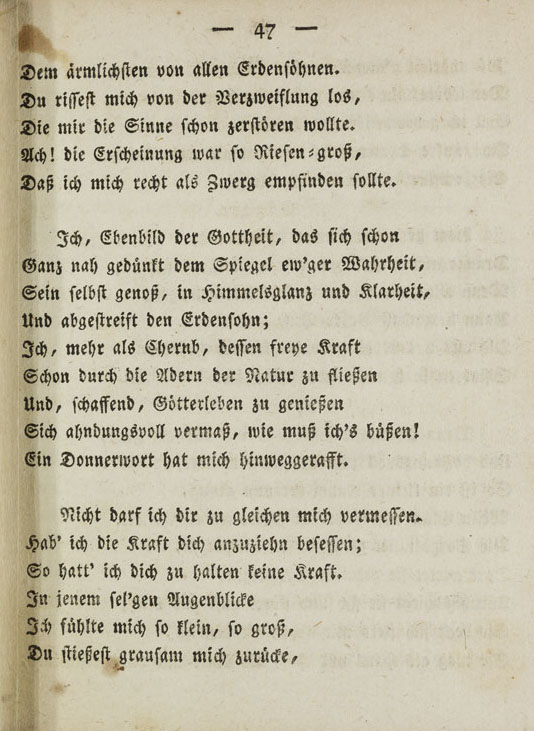 — 47 —
Dem ärmlichsten von allen Erdensöhnen.
Du rissest mich von der Verzweiflung los,
Die mir die Sinne schon zerstören wollte.
Ach! die Erscheinung war so Riesen-groß,
Daß ich mich recht als Zwerg empfinden sollte.
Ich, Ebenbild der Gottheit, das sich schon
Ganz nah gedünkt dem Spiegel ew'ger Wahrheit,
Sein selbst genoß, in Himmelsglanz und Klarheit,
Und abgestreift den Erdensohn;
Ich, mehr als Cherub, dessen freye Kraft
Schon durch die Adern der Natur zu fließen
Und, schaffend, Götterleben zu genießen
Sich ahndungsvoll vermaß, wie muß ich's büßen!
Ein Donnerwort hat mich hinweggerafft.
Nicht darf ich dir zu gleichen mich vermessen.
Hab' ich die Kraft dich anzuziehn besessen;
So hatt' ich dich zu halten keine Kraft.
In jenem sel'gen Augenblicke
Ich fühlte mich so klein, so groß,
Du stießest grausam mich zurücke,